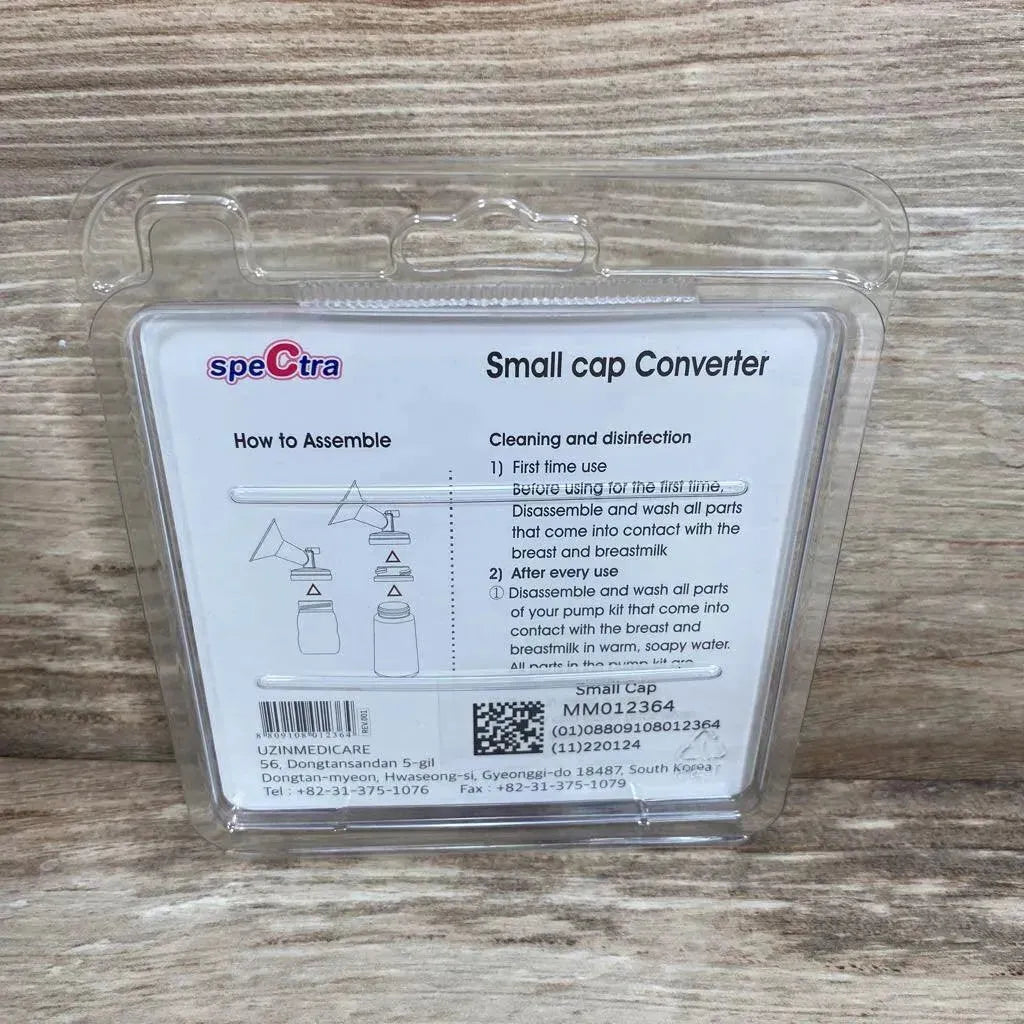 speCtra
Small cap Converter
How to Assemble
Cleaning and disinfection
1) First time use
Before using for the first time,
Disassemble and wash all parts
that come into contact with the
breast and breastmilk
2) After every use
① Disassemble and wash all parts
of your pump kit that come into
contact with the breast and
breastmilk in warm, soapy water.
All parts in the pump kit are
Small Cap
MM012364
(01)08809108012364
(11)220124
8 809108 012364
REV.001
UZINMEDICARE
56, Dongtansandan 5-gil
Dongtan-myeon, Hwaseong-si, Gyeonggi-do 18487, South Korea
Tel : +82-31-375-1076 Fax : +82-31-375-1079